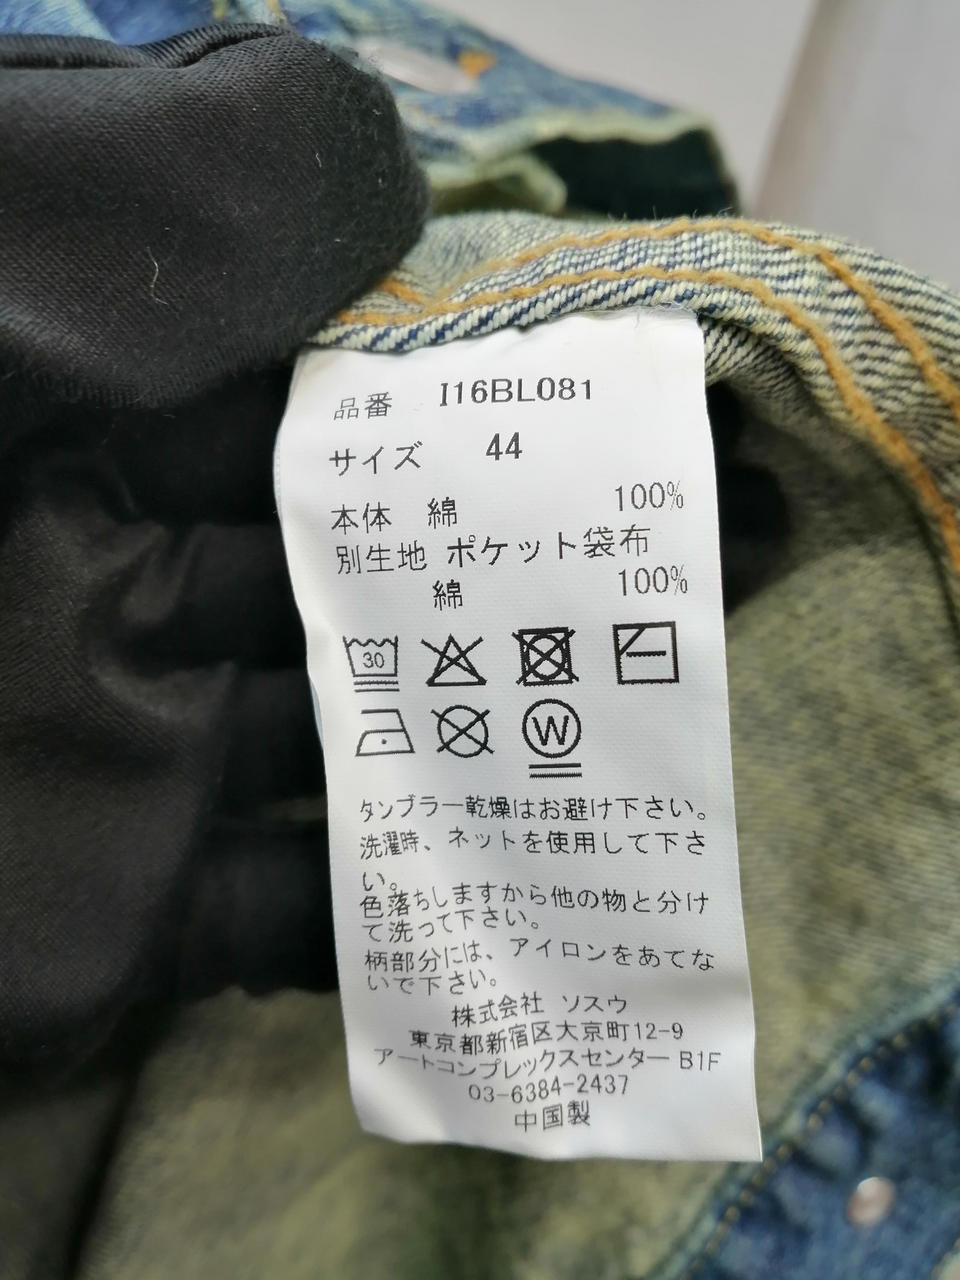 品番 I16BL081
サイズ 44
本体 綿 100%
別生地 ポケット袋布
綿 100%
30
W
タンブラー乾燥はお避け下さい。
洗濯時、ネットを使用して下さ
い。
色落ちしますから他の物と分け
て洗って下さい。
柄部分には、アイロンをあてな
いで下さい。
株式会社 ソスウ
東京都新宿区大京町12-9
アートコンプレックスセンター B1F
03-6384-2437
中国製